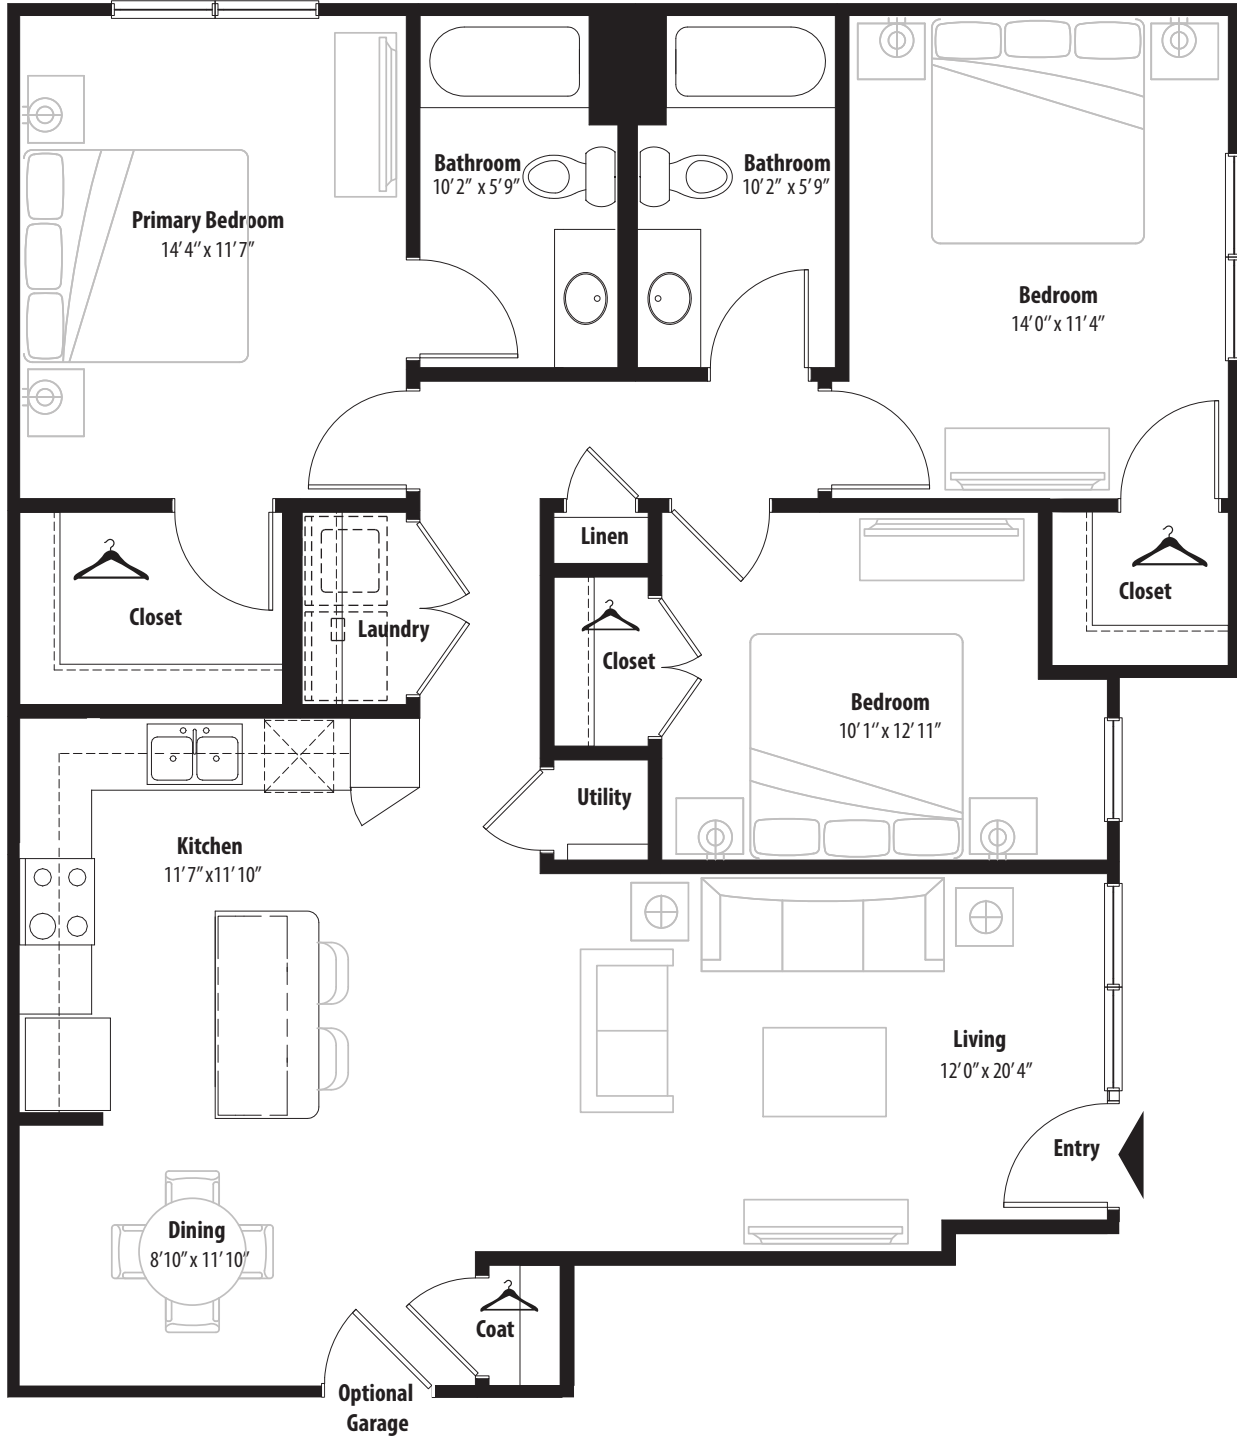 Bathroom
10'2" x 5'9"
Bathroom
10'2" x 5'9"
Primary Bedroom
14'4" x 11'7"
Bedroom
14'0" x 11'4"
Linen
Closet
Closet
Laundry
Closet
Bedroom
10'1" x 12'11"
Utility
Kitchen
11'7"x11'10"
Living
12'0" x 20'4"
Entry
Dining
8'10" x 11'10"
Coat
Optional
Garage